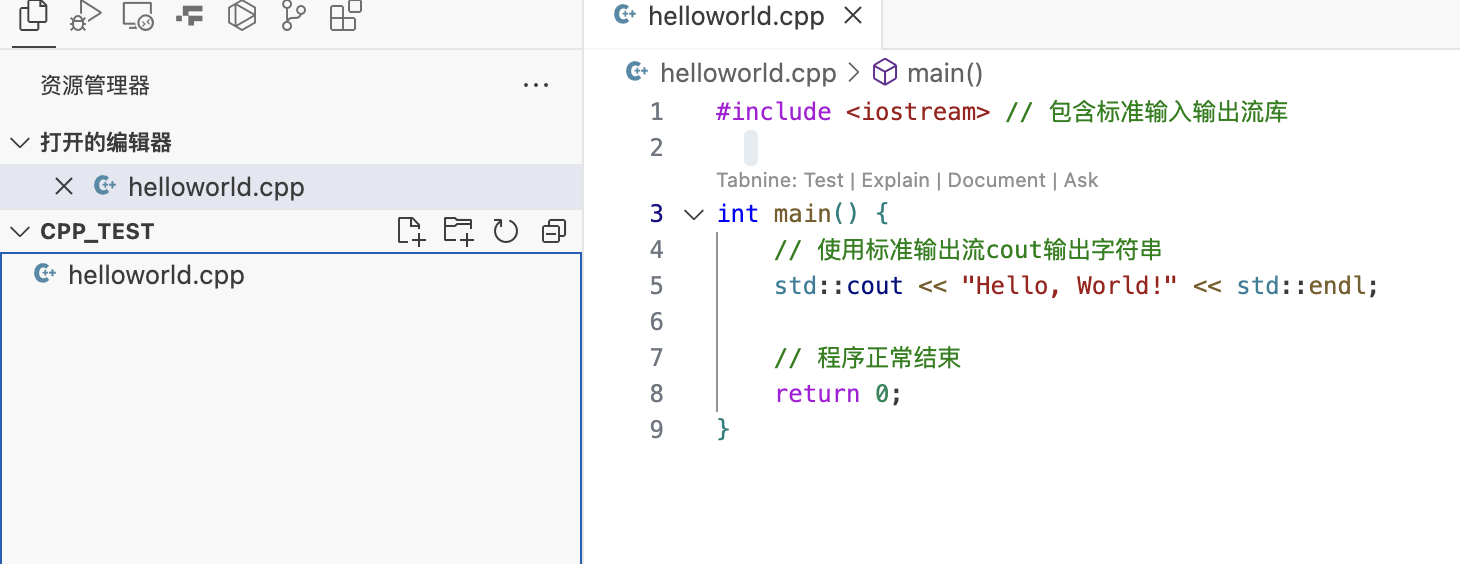 helloworld.cpp
资源管理器
打开的编辑器
helloworld.cpp
CPP_TEST
helloworld.cpp
helloworld.cpp > main()
1 #include <iostream> // 包含标准输入输出流库
2
Tabnine: Test | Explain | Document | Ask
3 int main() {
4 // 使用标准输出流cout输出字符串
5 std::cout << "Hello, World!" << std::endl;
6
7 // 程序正常结束
8 return 0;
9 }